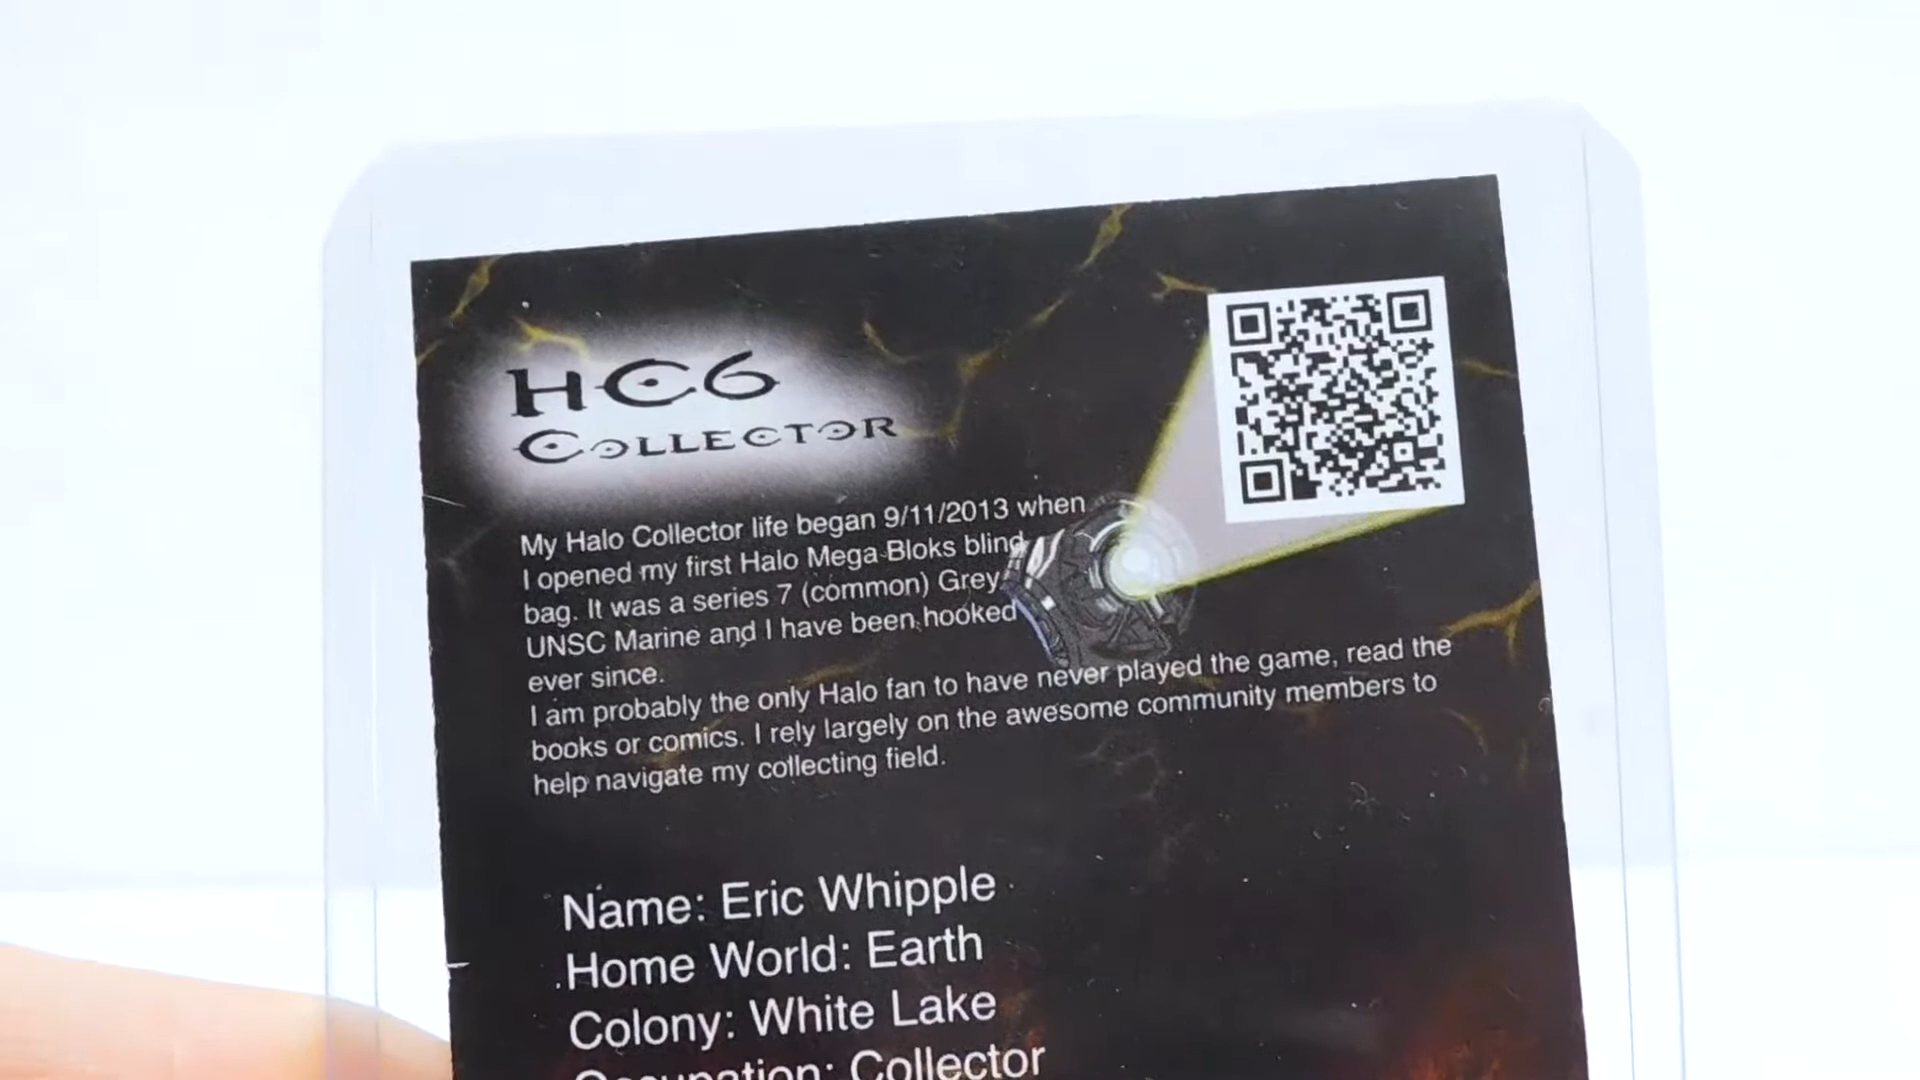 HC6
COLLECTOR
My Halo Collector life began 9/11/2013 when
I opened my first Halo Mega Bloks blind
bag. It was a series 7 (common) Grey
UNSC Marine and I have been hooked
ever since.
I am probably the only Halo fan to have never played the game, read the
books or comics. I rely largely on the awesome community members to
help navigate my collecting field.
Name: Eric Whipple
Home World: Earth
Colony: White Lake
Occupation: Collector